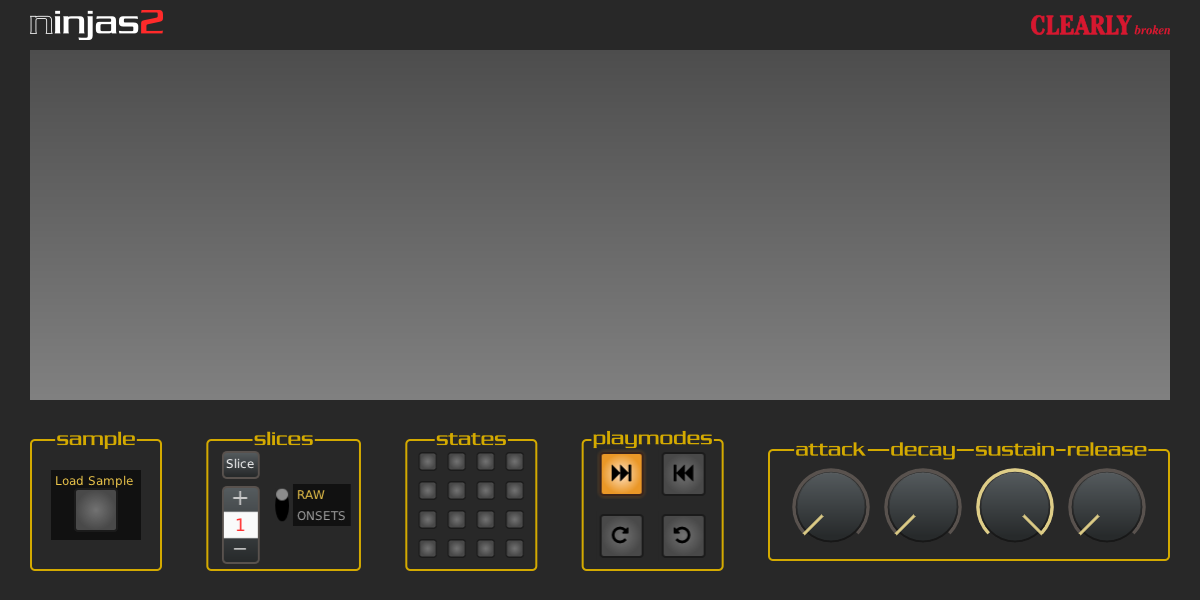 ninjas2
CLEARLY broken
sample
slices
states
playmodes
attack decay sustain release
Load Sample
Slice
+
1
−
RAW
ONSETS